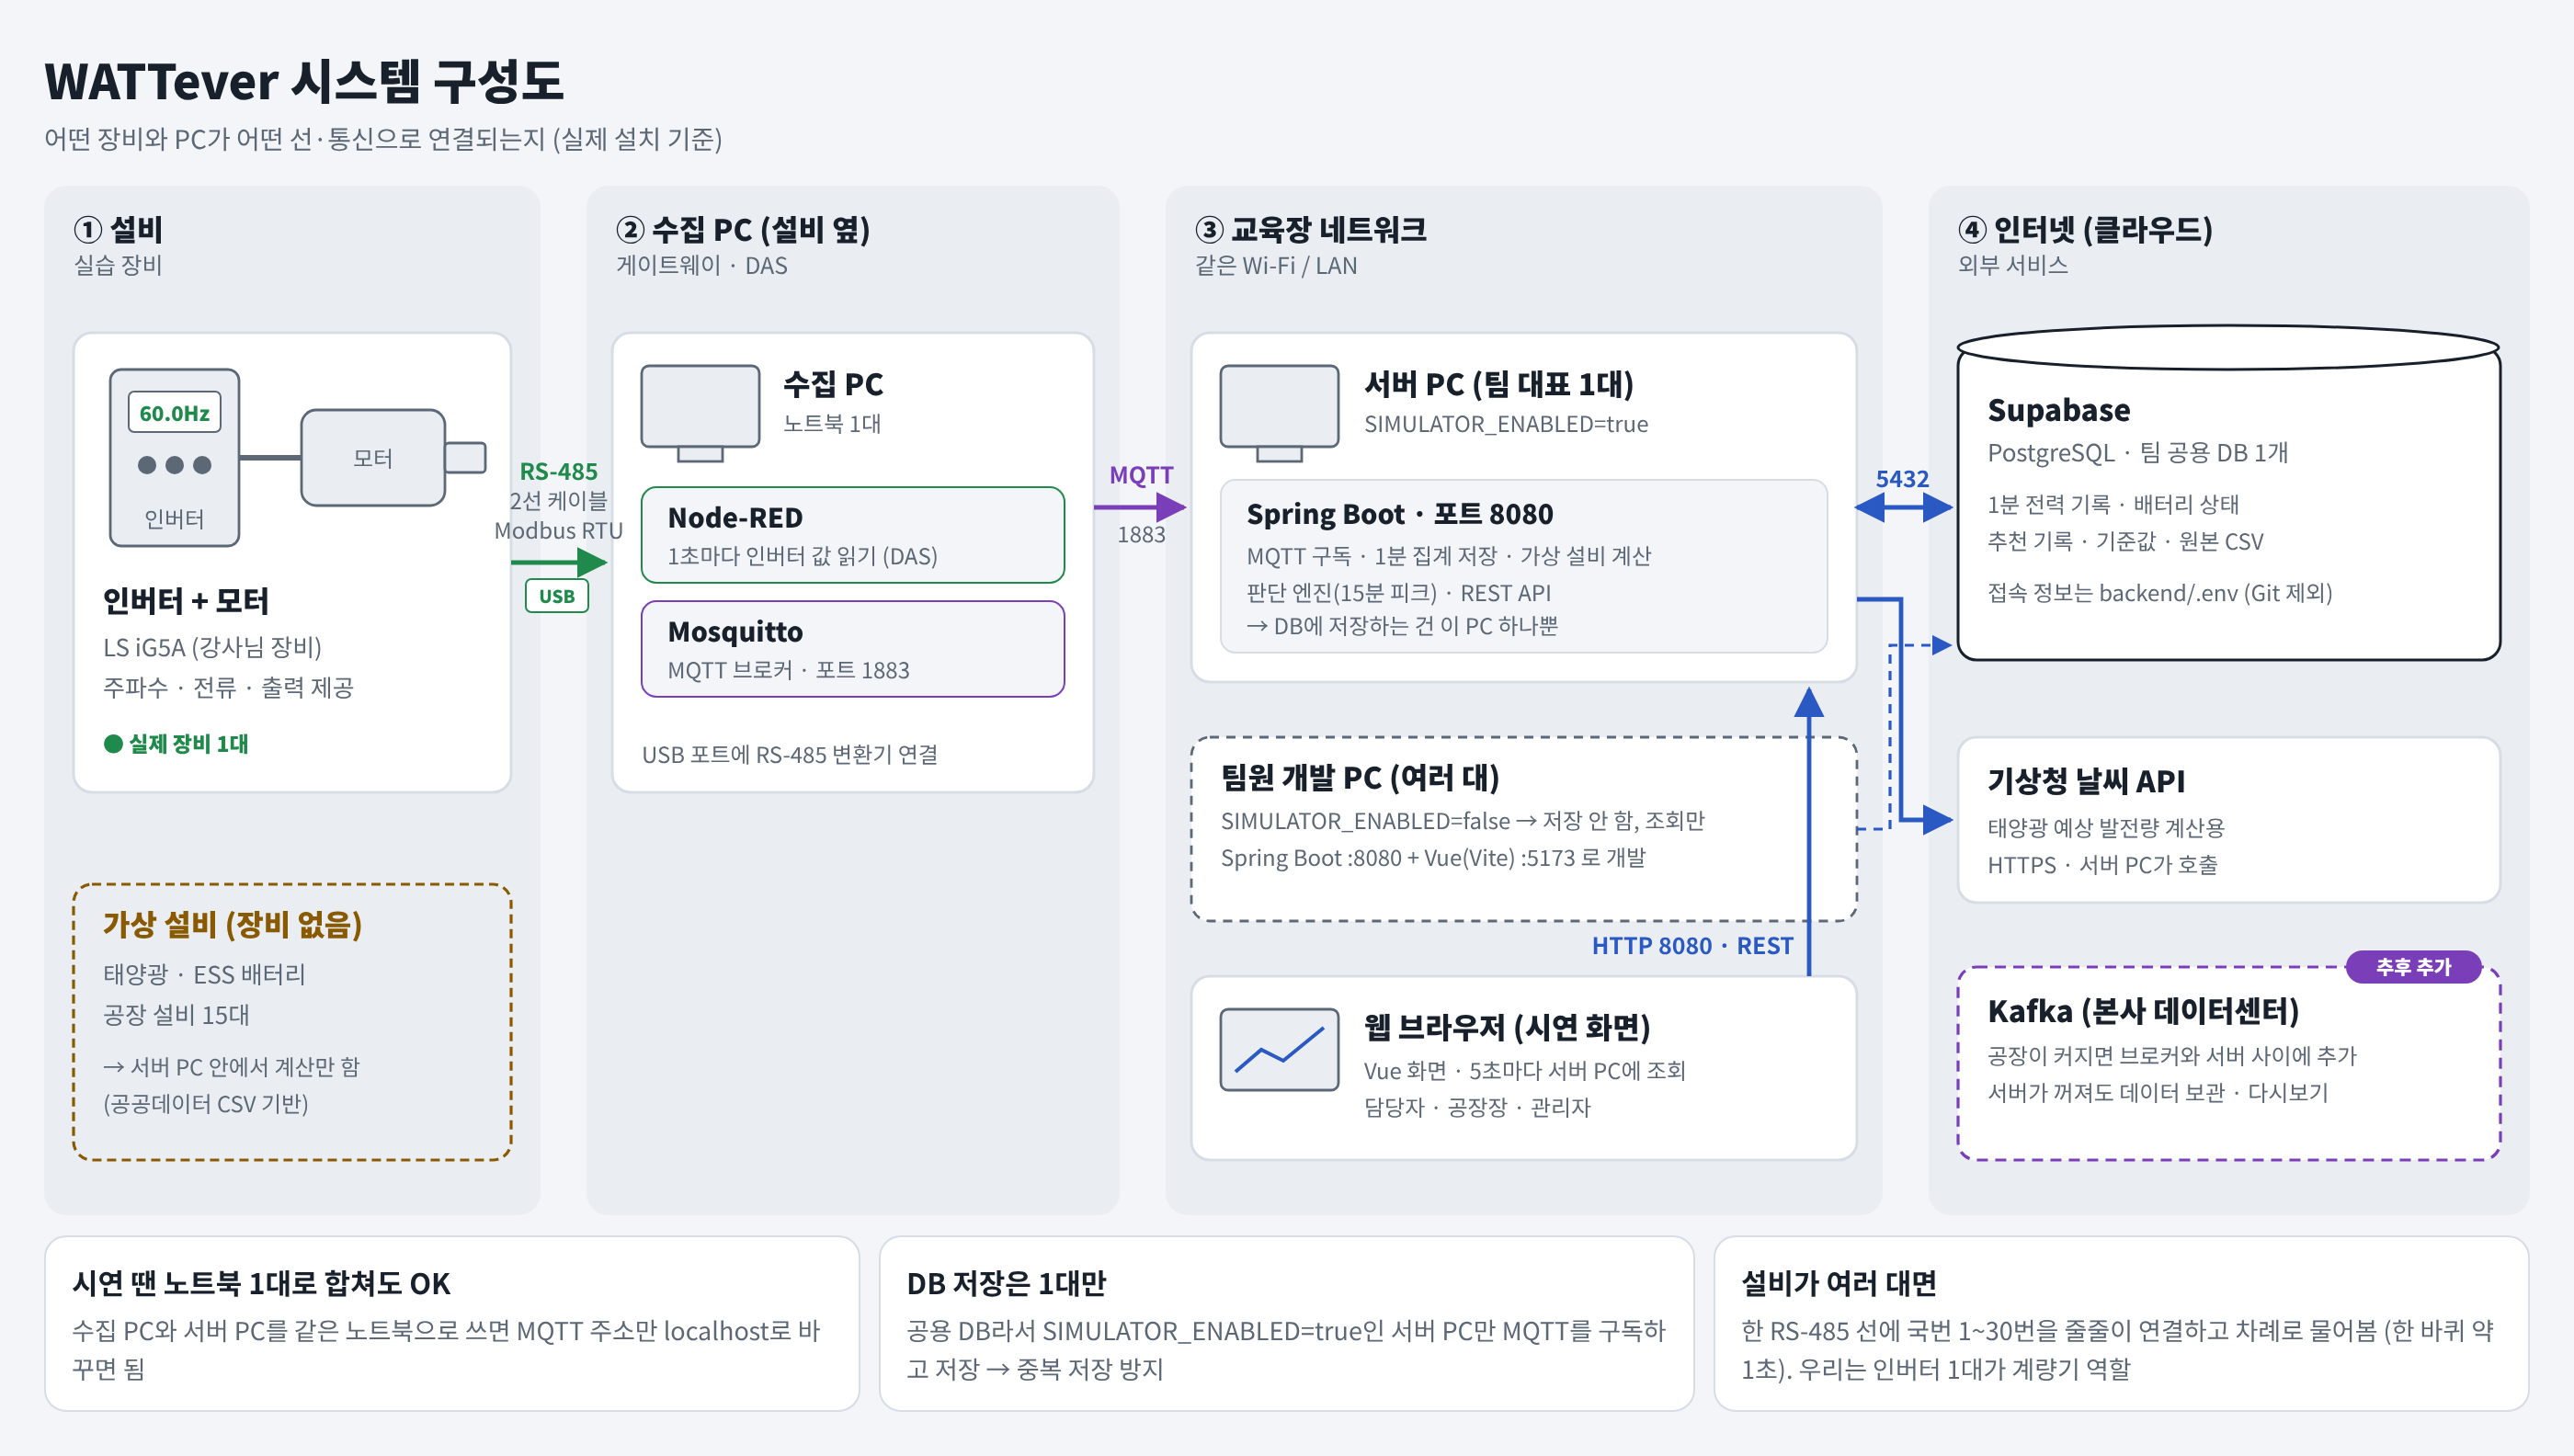 WATTever 시스템 구성도
어떤 장비와 PC가 어떤 선·통신으로 연결되는지 (실제 설치 기준)
① 설비
실습 장비
60.0Hz
인버터
모터
인버터 + 모터
LS iG5A (강사님 장비)
주파수 · 전류 · 출력 제공
실제 장비 1대
가상 설비 (장비 없음)
태양광 · ESS 배터리
공장 설비 15대
→ 서버 PC 안에서 계산만 함
(공공데이터 CSV 기반)
RS-485
2선 케이블
Modbus RTU
USB
② 수집 PC (설비 옆)
게이트웨이 · DAS
수집 PC
노트북 1대
Node-RED
1초마다 인버터 값 읽기 (DAS)
Mosquitto
MQTT 브로커 · 포트 1883
USB 포트에 RS-485 변환기 연결
MQTT
1883
③ 교육장 네트워크
같은 Wi-Fi / LAN
서버 PC (팀 대표 1대)
SIMULATOR_ENABLED=true
Spring Boot · 포트 8080
MQTT 구독 · 1분 집계 저장 · 가상 설비 계산
판단 엔진(15분 피크) · REST API
→ DB에 저장하는 건 이 PC 하나뿐
팀원 개발 PC (여러 대)
SIMULATOR_ENABLED=false → 저장 안 함, 조회만
Spring Boot :8080 + Vue(Vite) :5173 로 개발
HTTP 8080 · REST
웹 브라우저 (시연 화면)
Vue 화면 · 5초마다 서버 PC에 조회
담당자 · 공장장 · 관리자
5432
④ 인터넷 (클라우드)
외부 서비스
Supabase
PostgreSQL · 팀 공용 DB 1개
1분 전력 기록 · 배터리 상태
추천 기록 · 기준값 · 원본 CSV
접속 정보는 backend/.env (Git 제외)
기상청 날씨 API
태양광 예상 발전량 계산용
HTTPS · 서버 PC가 호출
추후 추가
Kafka (본사 데이터센터)
공장이 커지면 브로커와 서버 사이에 추가
서버가 꺼져도 데이터 보관 · 다시보기
시연 땐 노트북 1대로 합쳐도 OK
수집 PC와 서버 PC를 같은 노트북으로 쓰면 MQTT 주소만 localhost로 바
꾸면 됨
DB 저장은 1대만
공용 DB라서 SIMULATOR_ENABLED=true인 서버 PC만 MQTT를 구독하
고 저장 → 중복 저장 방지
설비가 여러 대면
한 RS-485 선에 국번 1~30번을 줄줄이 연결하고 차례로 물어봄 (한 바퀴 약
1초). 우리는 인버터 1대가 계량기 역할